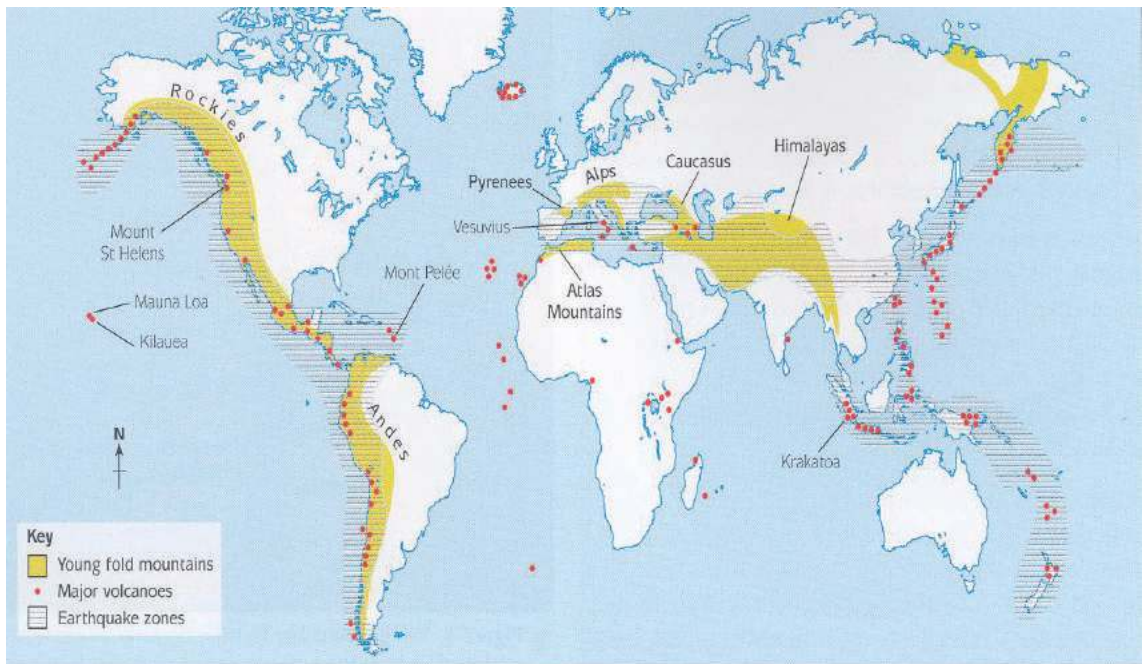 Rockies
Alps
Caucasus
Himalayas
Pyrenees
Vesuvius
Mount
St Helens
Mont Pelée
Atlas
Mountains
Mauna Loa
Kilauea
Andes
N
Krakatoa
Key
Young fold mountains
Major volcanoes
Earthquake zones